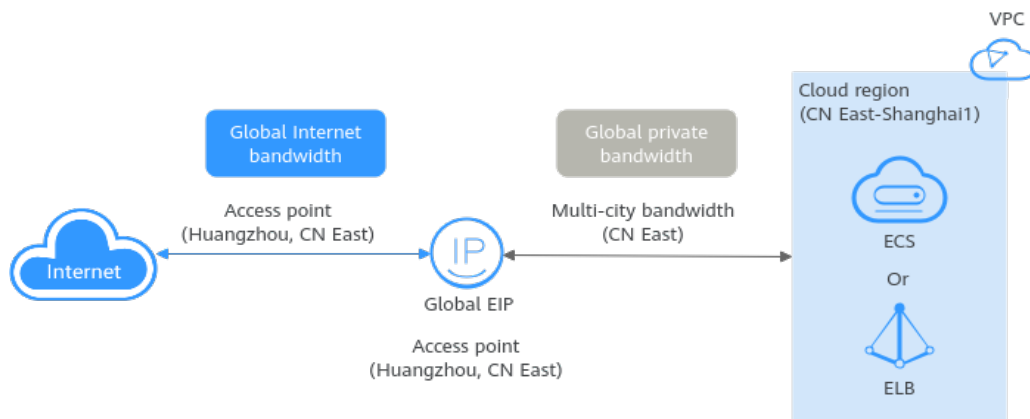 VPC
Cloud region
(CN East-Shanghai1)
Global Internet
bandwidth
Global private
bandwidth
Access point
(Huangzhou, CN East)
Multi-city bandwidth
(CN East)
Internet
IP
Global EIP
ECS
Or
ELB
Access point
(Huangzhou, CN East)